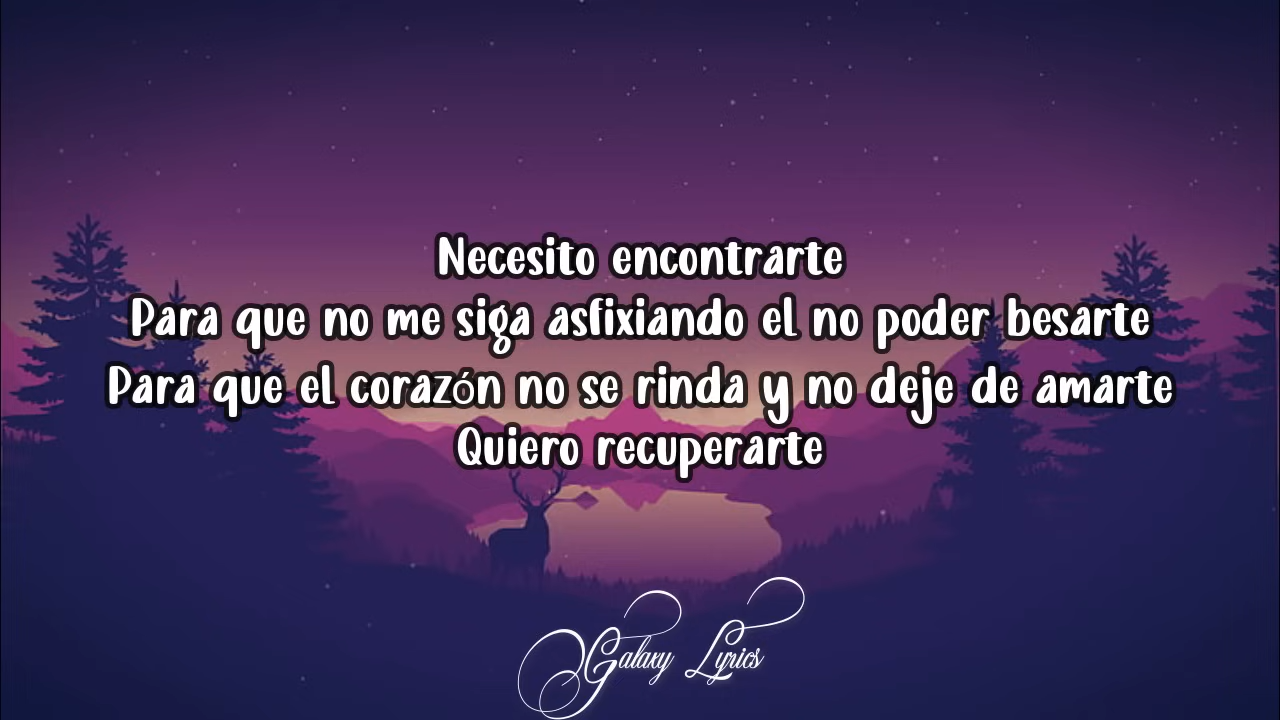 Necesito encontrarte
Para que no me siga asfixiando el no poder besarte
Para que el corazón no se rinda y no deje de amarte
Quiero recuperarte
Galaxy Lyrics